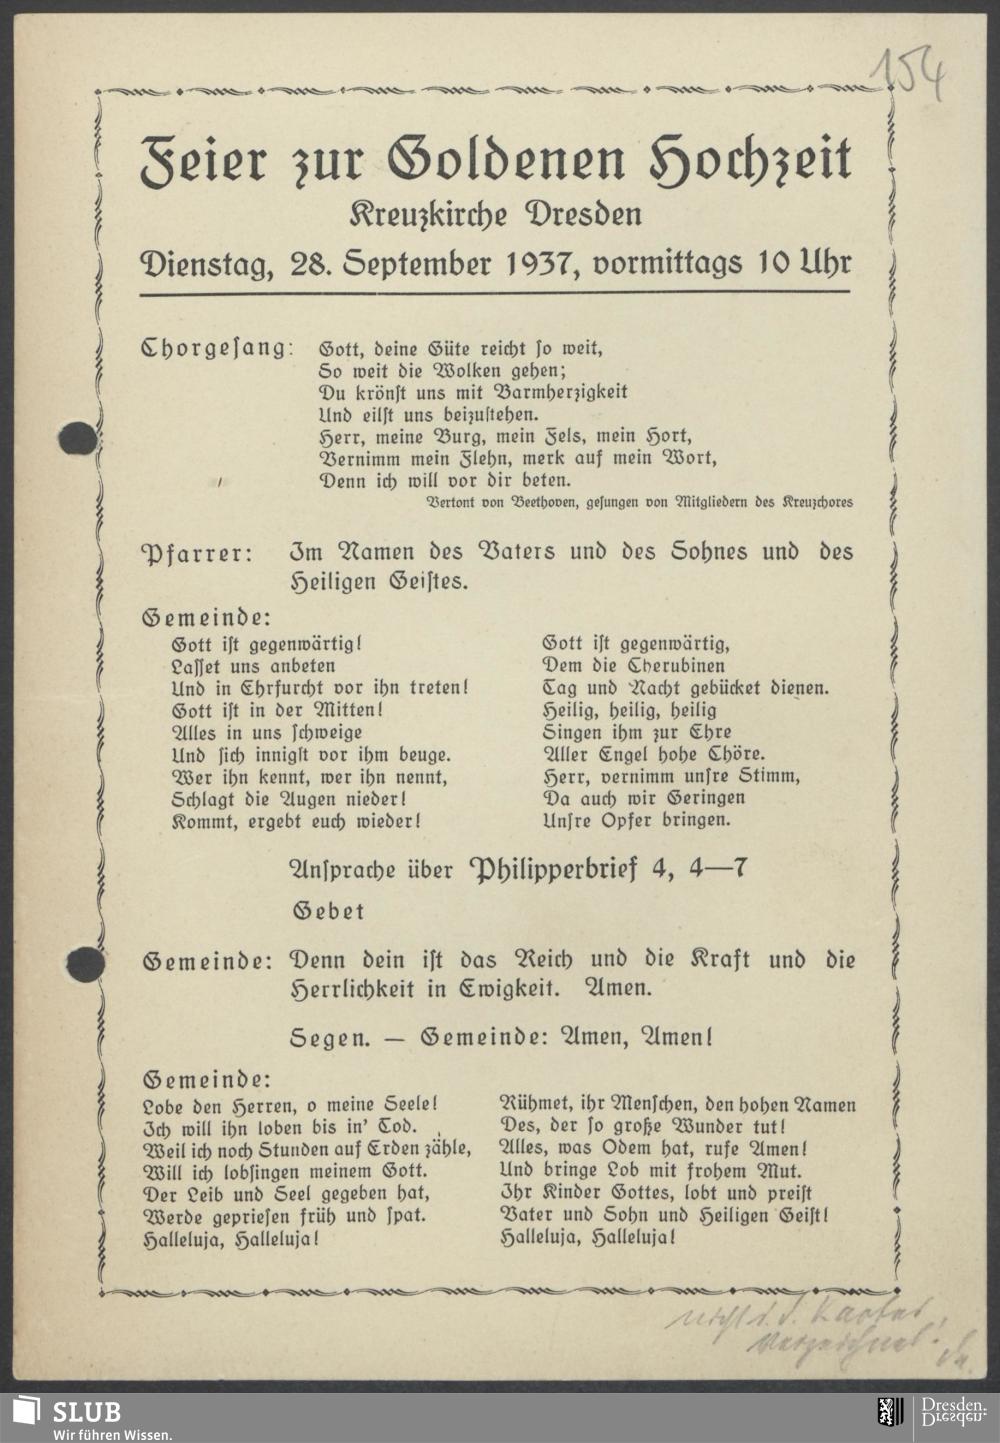 154
Feier zur Goldenen Hochzeit
Kreuzkirche Dresden
Dienstag, 28. September 1937, vormittags 10 Uhr
Chorgesang: Gott, deine Güte reicht so weit,
So weit die Wolken gehen;
Du krönst uns mit Barmherzigkeit
Und eilst uns beizustehen.
Herr, meine Burg, mein Fels, mein Hort,
Vernimm mein Flehn, merk auf mein Wort,
Denn ich will vor dir beten.
Vertont von Beethoven, gesungen von Mitgliedern des Kreuzchores
Pfarrer: Im Namen des Vaters und des Sohnes und des
Heiligen Geistes.
Gemeinde:
Gott ist gegenwärtig!
Lasset uns anbeten
Und in Ehrfurcht vor ihn treten!
Gott ist in der Mitten!
Alles in uns schweige
Und sich innigst vor ihm beuge.
Wer ihn kennt, wer ihn nennt,
Schlagt die Augen nieder!
Kommt, ergebt euch wieder!
Gott ist gegenwärtig,
Dem die Cherubinen
Tag und Nacht gebücket dienen.
Heilig, heilig, heilig
Singen ihm zur Ehre
Aller Engel hohe Chöre.
Herr, vernimm unsre Stimm,
Da auch wir Geringen
Unsre Opfer bringen.
Ansprache über Philipperbrief 4, 4—7
Gebet
Gemeinde: Denn dein ist das Reich und die Kraft und die
Herrlichkeit in Ewigkeit. Amen.
Segen. — Gemeinde: Amen, Amen!
Gemeinde:
Lobe den Herren, o meine Seele!
Ich will ihn loben bis in' Tod.
Weil ich noch Stunden auf Erden zähle,
Will ich lobsingen meinem Gott.
Der Leib und Seel gegeben hat,
Werde gepriesen früh und spat.
Halleluja, Halleluja!
Rühmet, ihr Menschen, den hohen Namen
Des, der so große Wunder tut!
Alles, was Odem hat, rufe Amen!
Und bringe Lob mit frohem Mut.
Ihr Kinder Gottes, lobt und preist
Vater und Sohn und Heiligen Geist!
Halleluja, Halleluja!
nicht i. d.
verzeichnet!
SLUB
Wir führen Wissen.
Dresden.
Dresden.